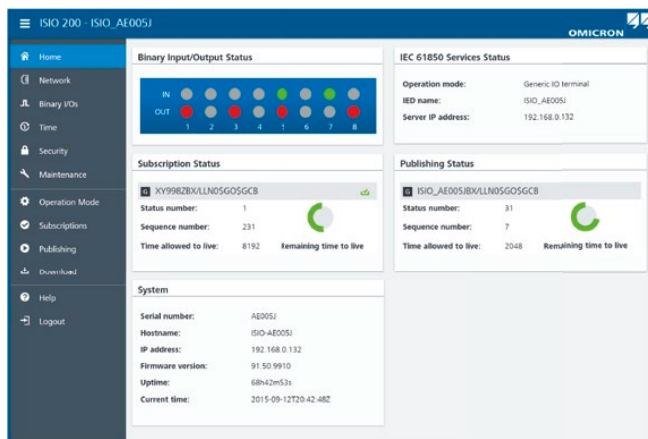 ISIO 200 - ISIO_AE005J
OMICRON
Home
Network
Binary I/Os
Time
Security
Maintenance
Operation Mode
Subscriptions
Publishing
Download
Help
Logout
Binary Input/Output Status
IN
OUT
1 2 3 4 1 6 7 8
IEC 61850 Services Status
Operation mode: Generic IO terminal
IED name: ISIO_AE005J
Server IP address: 192.168.0.132
Subscription Status
G XY998ZBX/LLN0$GO$GCB
Status number: 1
Sequence number: 231
Time allowed to live: 8192 Remaining time to live
Publishing Status
G ISIO_AE005JBX/LLN0$GO$GCB
Status number: 31
Sequence number: 7
Time allowed to live: 2048 Remaining time to live
System
Serial number: AE005J
Hostname: ISIO-AE005J
IP address: 192.168.0.132
Firmware version: 91.50.9910
Uptime: 68h42m53s
Current time: 2015-09-12T20:42:48Z